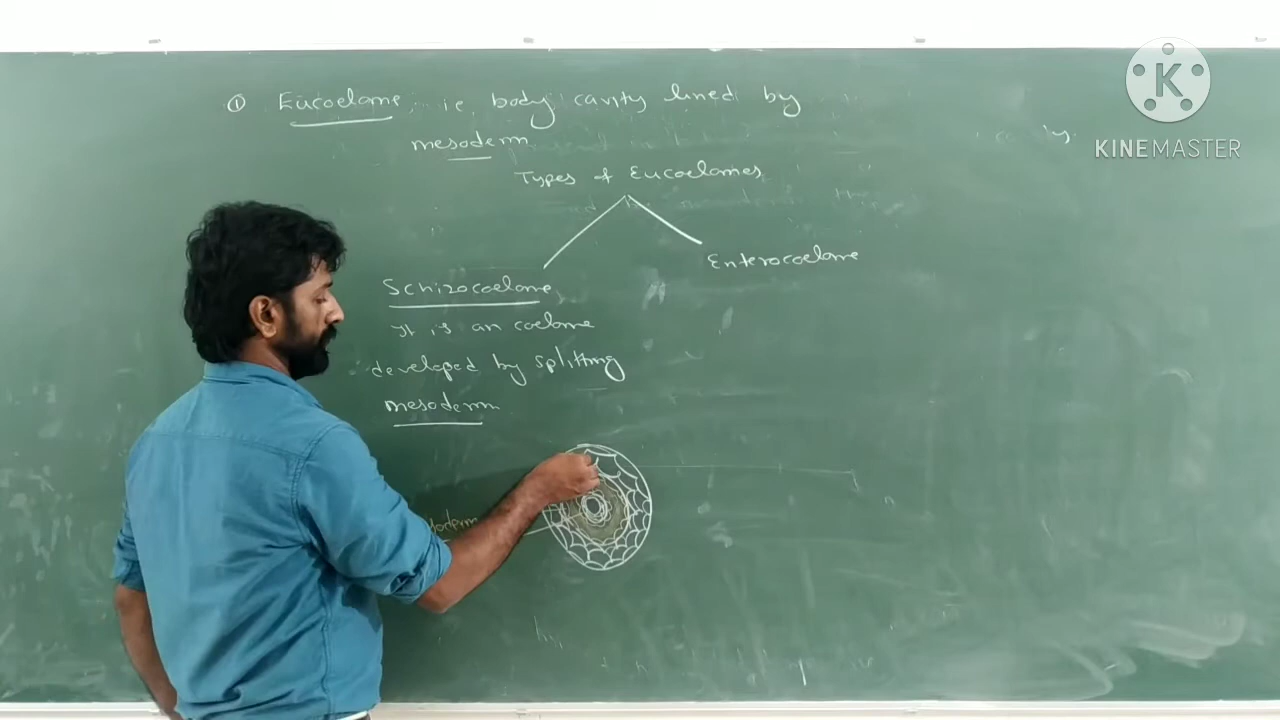 ① Eucoelome; ie body cavity lined by
mesoderm
Types of Eucoelomes
Schizocoelome
Enterocoelome
It is an coelome
developed by splitting
mesoderm
KINEMASTER